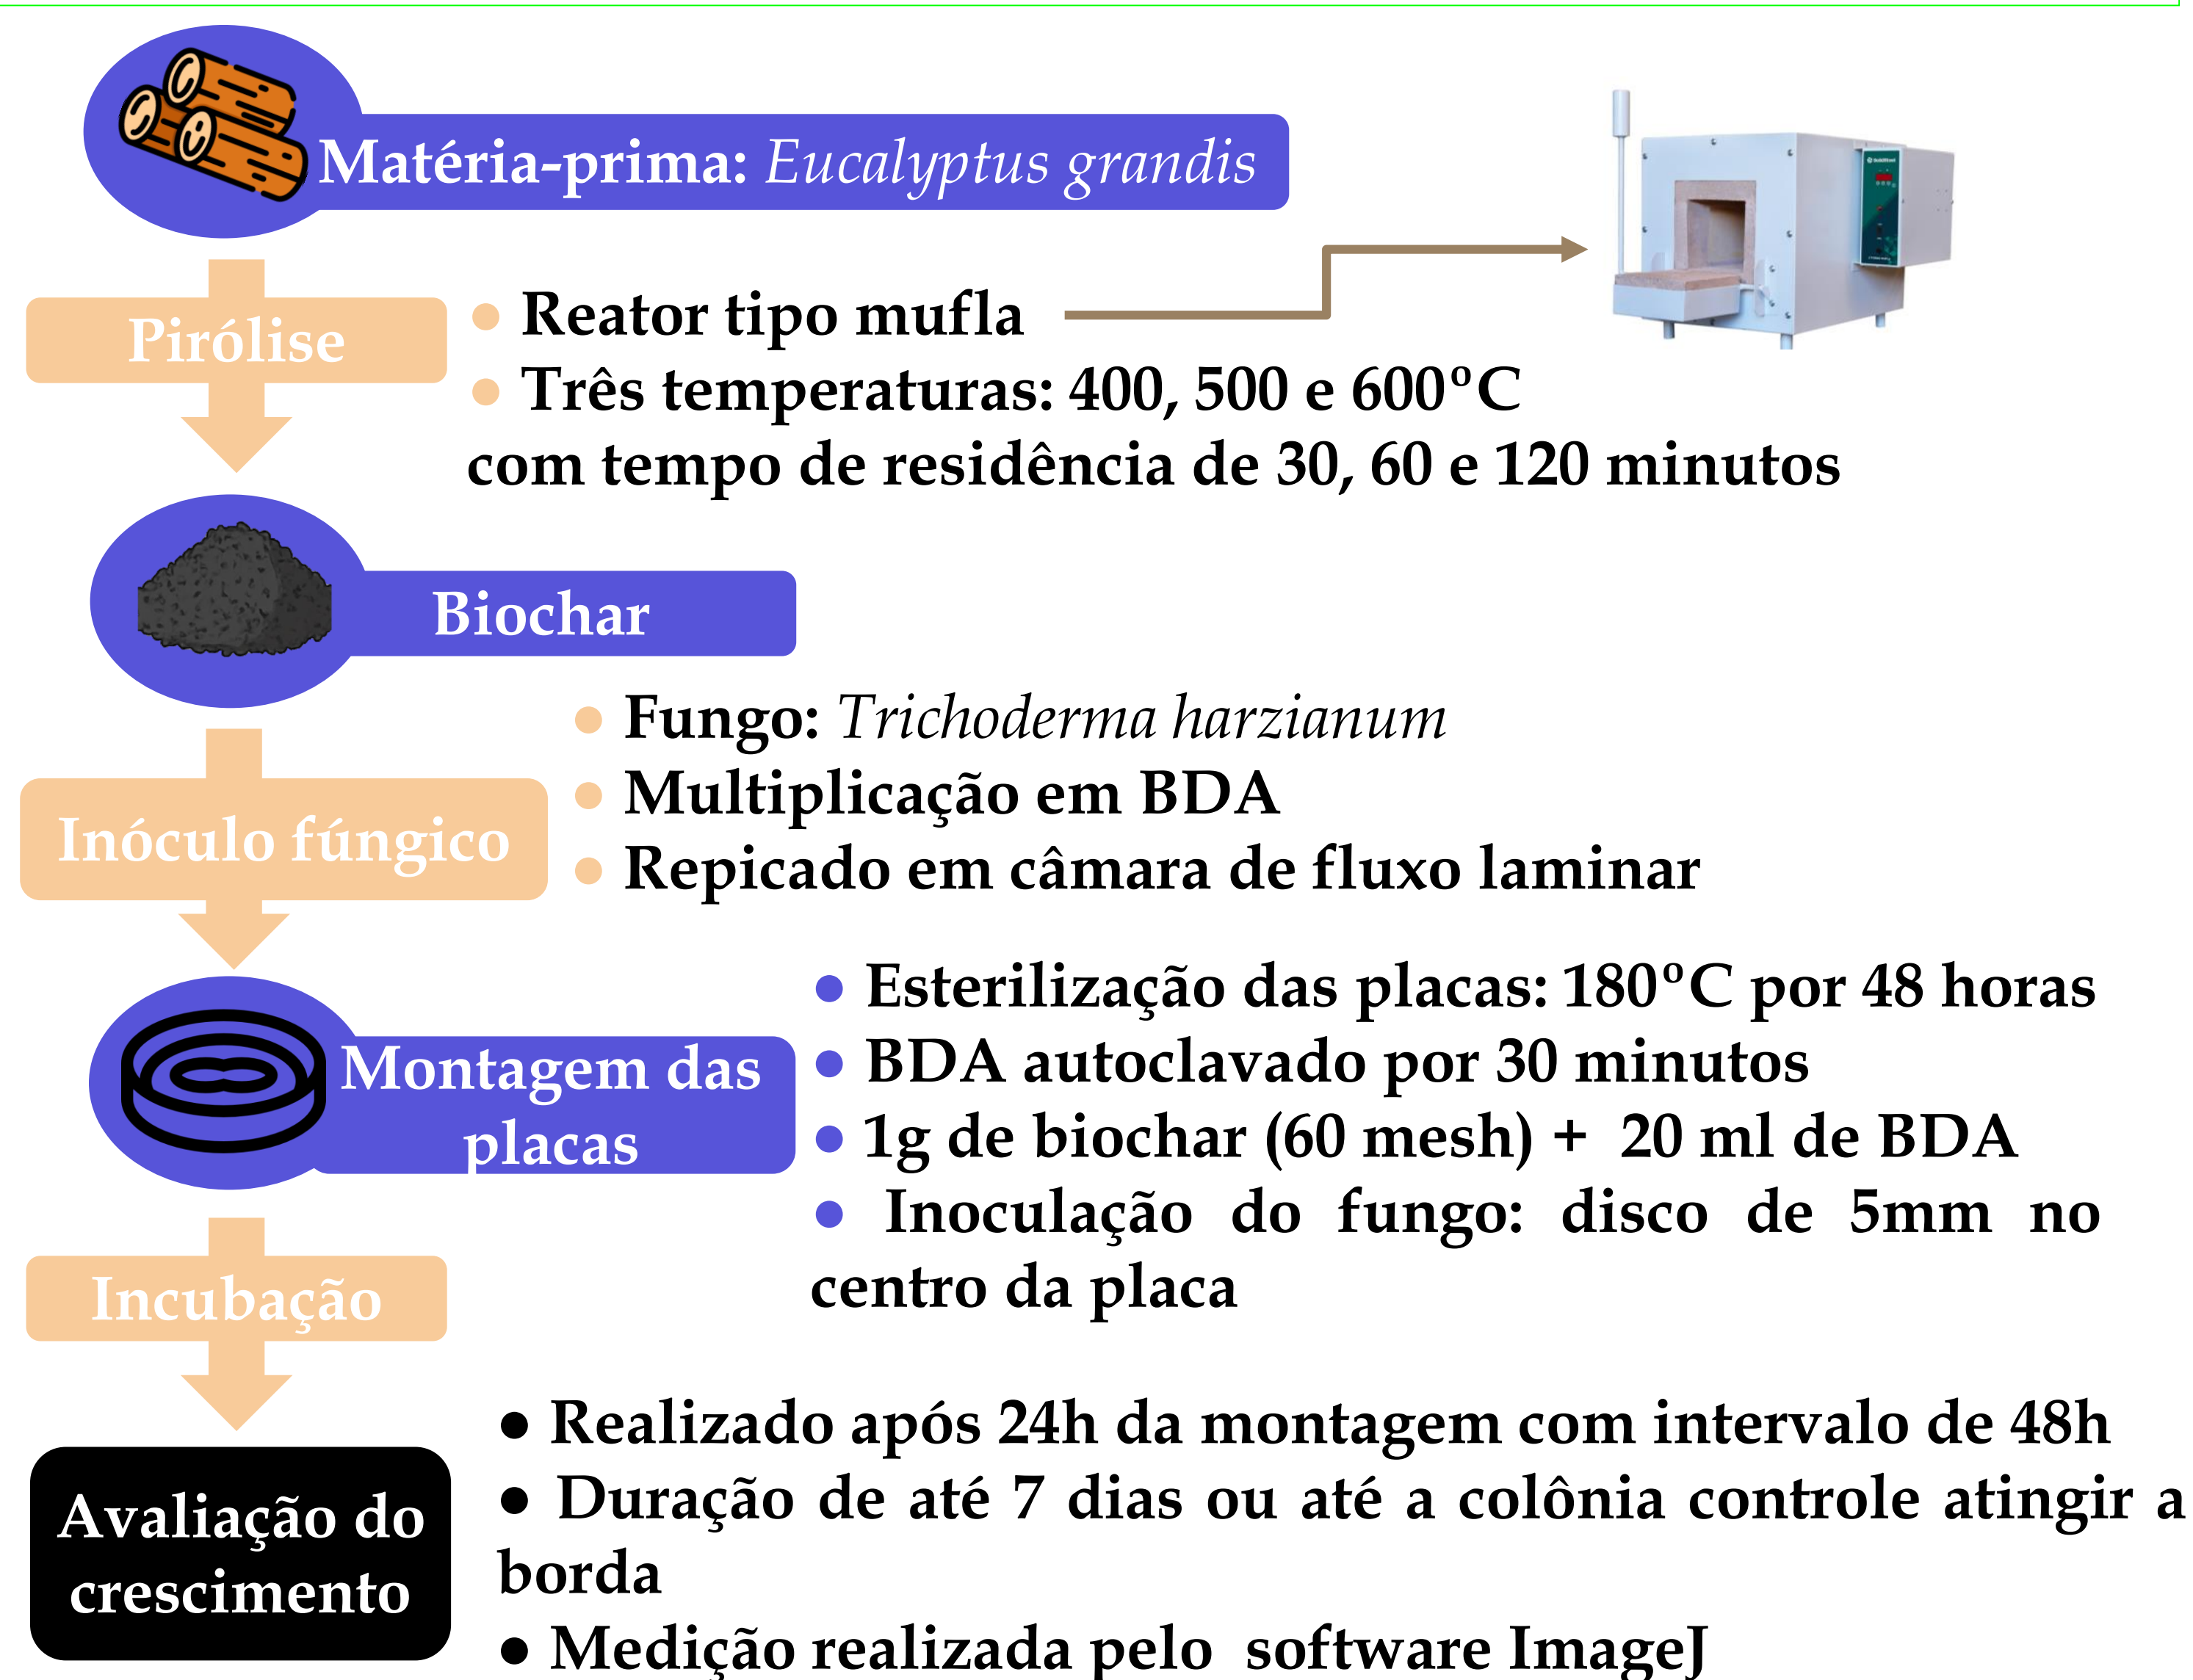 Matéria-prima: Eucalyptus grandis
Pirólise
● Reator tipo mufla
● Três temperaturas: 400, 500 e 600ºC
com tempo de residência de 30, 60 e 120 minutos
Biochar
● Fungo: Trichoderma harzianum
● Multiplicação em BDA
● Repicado em câmara de fluxo laminar
Inóculo fúngico
Montagem das
placas
● Esterilização das placas: 180ºC por 48 horas
● BDA autoclavado por 30 minutos
● 1g de biochar (60 mesh) + 20 ml de BDA
● Inoculação do fungo: disco de 5mm no
centro da placa
Incubação
Avaliação do
crescimento
● Realizado após 24h da montagem com intervalo de 48h
● Duração de até 7 dias ou até a colônia controle atingir a
borda
● Medição realizada pelo software ImageJ